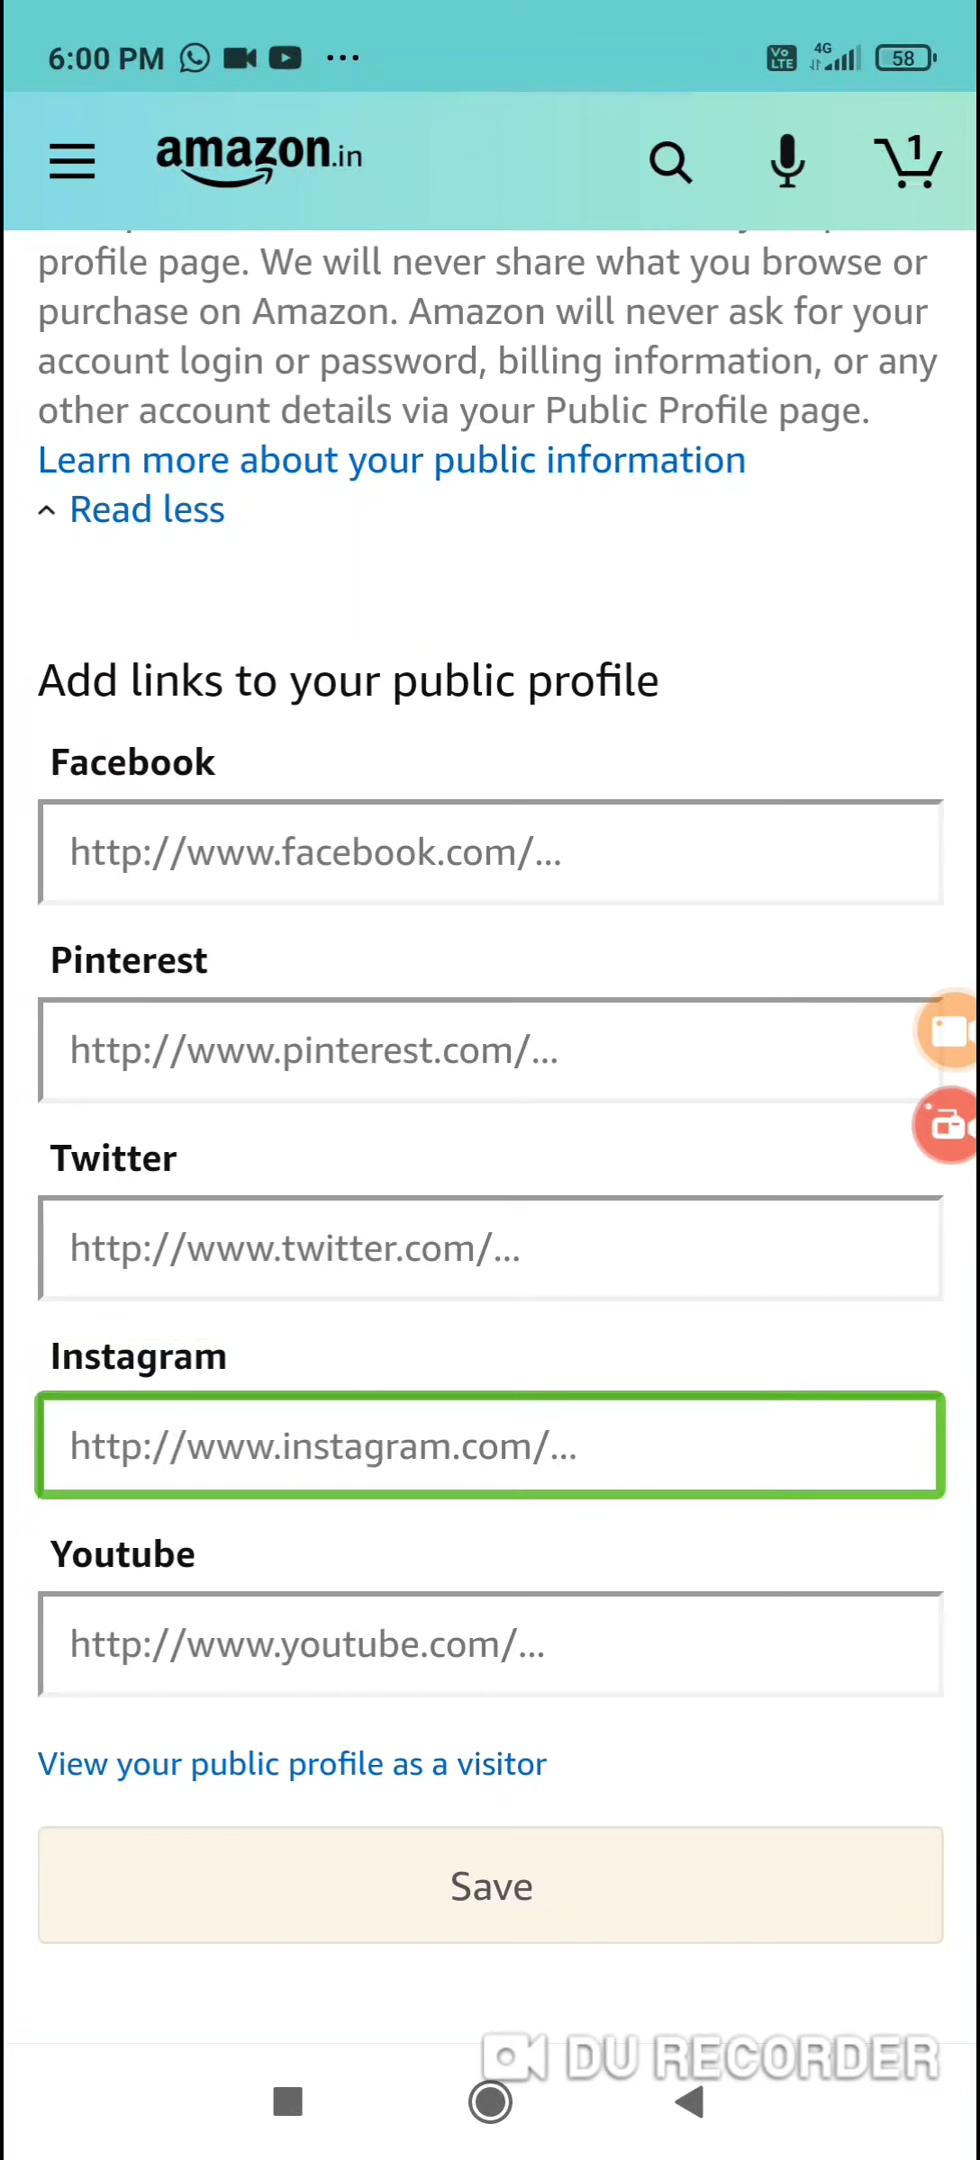 6:00 PM
Vo LTE 4G 58
amazon.in
1
profile page. We will never share what you browse or
purchase on Amazon. Amazon will never ask for your
account login or password, billing information, or any
other account details via your Public Profile page.
Learn more about your public information
Read less
Add links to your public profile
Facebook
http://www.facebook.com/...
Pinterest
http://www.pinterest.com/...
Twitter
http://www.twitter.com/...
Instagram
http://www.instagram.com/...
Youtube
http://www.youtube.com/...
View your public profile as a visitor
Save
DU RECORDER